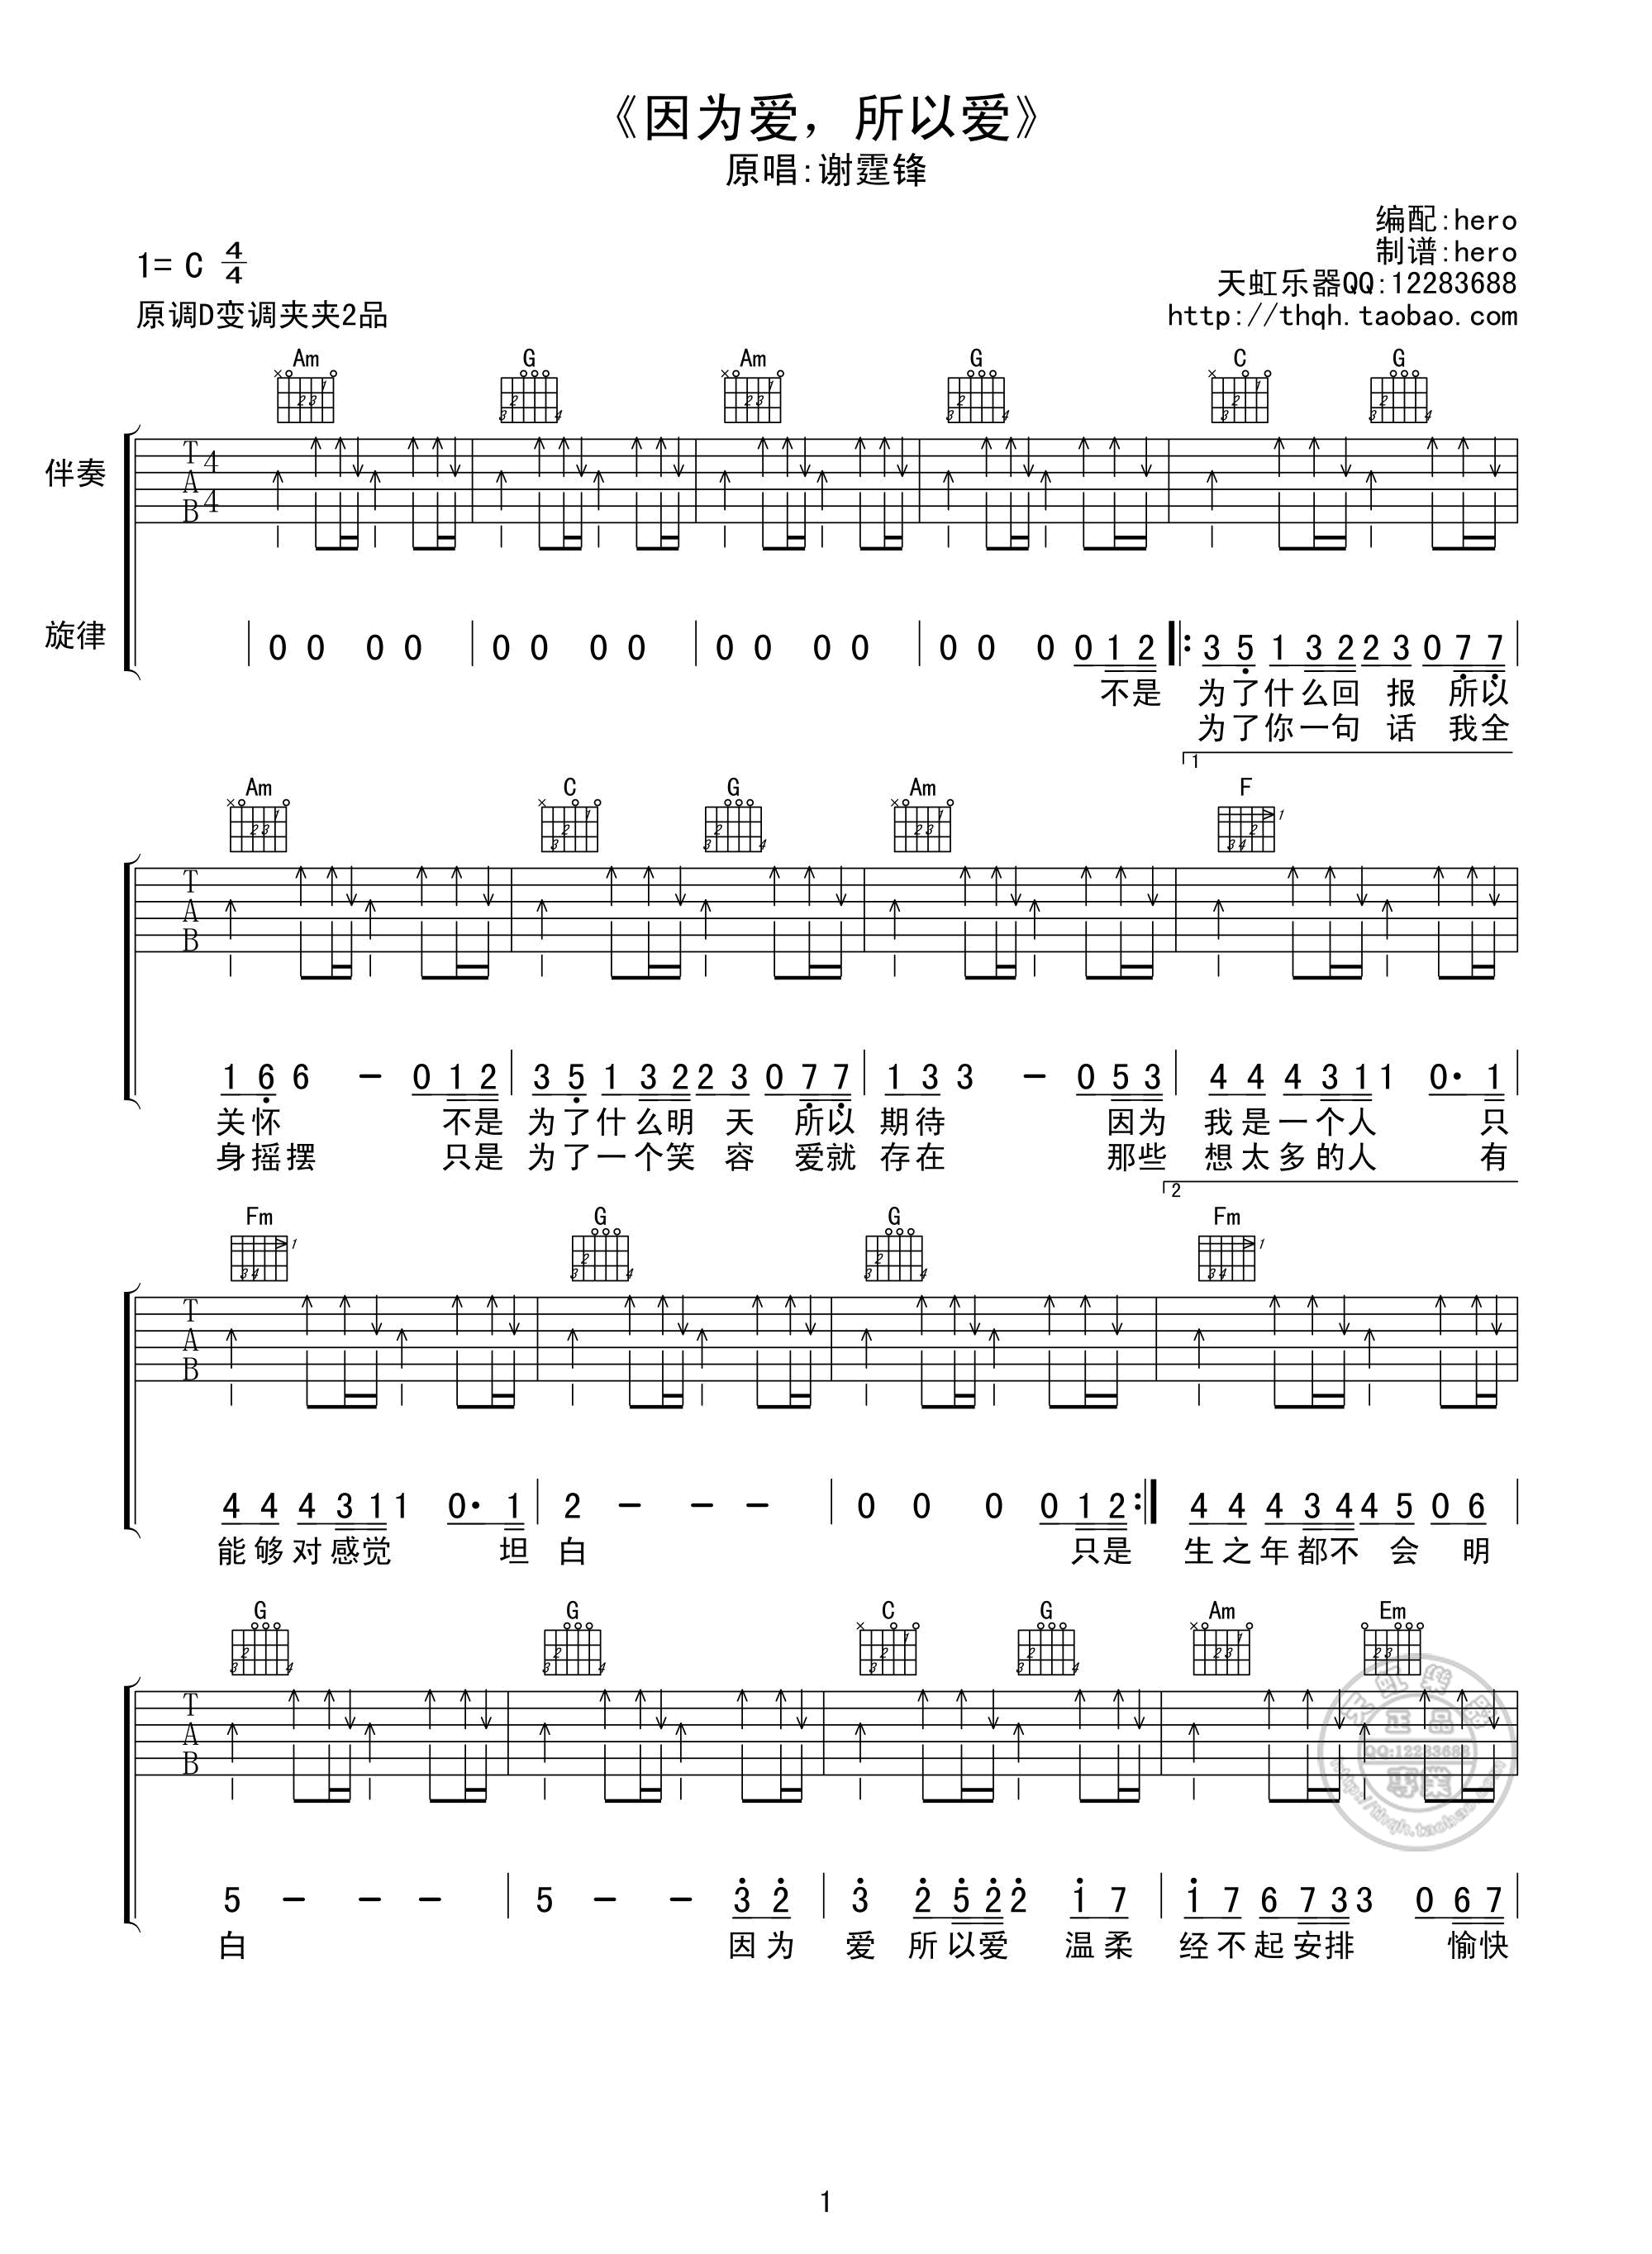 《因为爱，所以爱》
原唱:谢霆锋
编配:hero
制谱:hero
1= C 4/4
天虹乐器QQ:12283688
原调D变调夹夹2品
http://thqh.taobao.com
Am G Am G C G
伴奏
T A B 4 4
旋律
0 0 0 0 0 0 0 0 0 0 0 0 0 0 0 0 1 2 3 5 1 3 2 2 3 0 7 7
不是 为了什么回 报 所以
为了你一句 话 我全
1
Am C G Am F
T A B
1 6 6 - 0 1 2 3 5 1 3 2 2 3 0 7 7 1 3 3 - 0 5 3 4 4 4 3 1 1 0· 1
关怀 不是 为了什么明 天 所以 期待 因为 我是一个人 只
身摇摆 只是 为了一个笑 容 爱就 存在 那些 想太多的人 有
2
Fm G G Fm
T A B
4 4 4 3 1 1 0· 1 2 - - - 0 0 0 0 1 2 4 4 4 3 4 4 5 0 6
能够对感觉 坦 白 只是 生之年都不 会 明
G G C G Am Em
T A B
5 - - - 5 - - 3 2 3 2 5 2 2 1 7 1 7 6 7 3 3 0 6 7
白 因为 爱 所以爱 温柔 经不起安排 愉快
天虹乐器
正品
QQ:12283688
专业
http://thqh.taobao.com
1